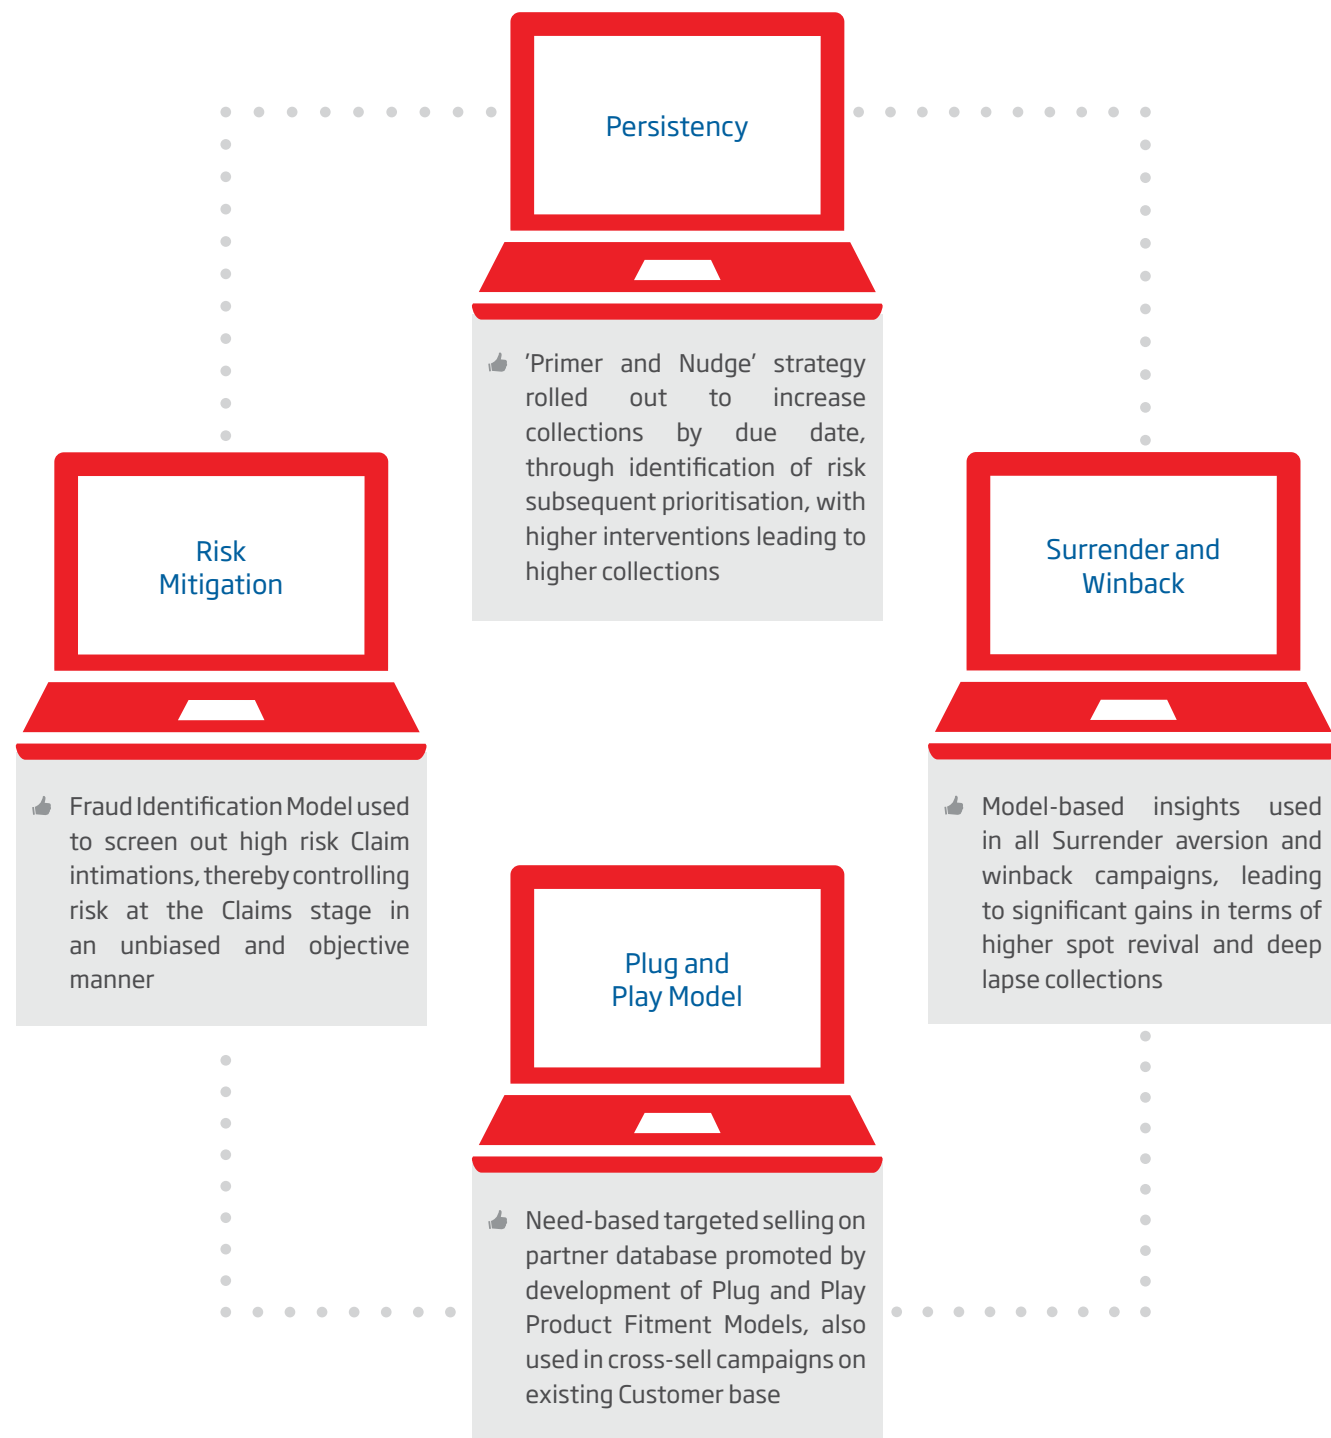 Persistency
'Primer and Nudge' strategy
rolled out to increase
collections by due date,
through identification of risk
subsequent prioritisation, with
higher interventions leading to
higher collections
Risk
Mitigation
Fraud Identification Model used
to screen out high risk Claim
intimations, thereby controlling
risk at the Claims stage in
an unbiased and objective
manner
Surrender and
Winback
Model-based insights used
in all Surrender aversion and
winback campaigns, leading
to significant gains in terms of
higher spot revival and deep
lapse collections
Plug and
Play Model
Need-based targeted selling on
partner database promoted by
development of Plug and Play
Product Fitment Models, also
used in cross-sell campaigns on
existing Customer base